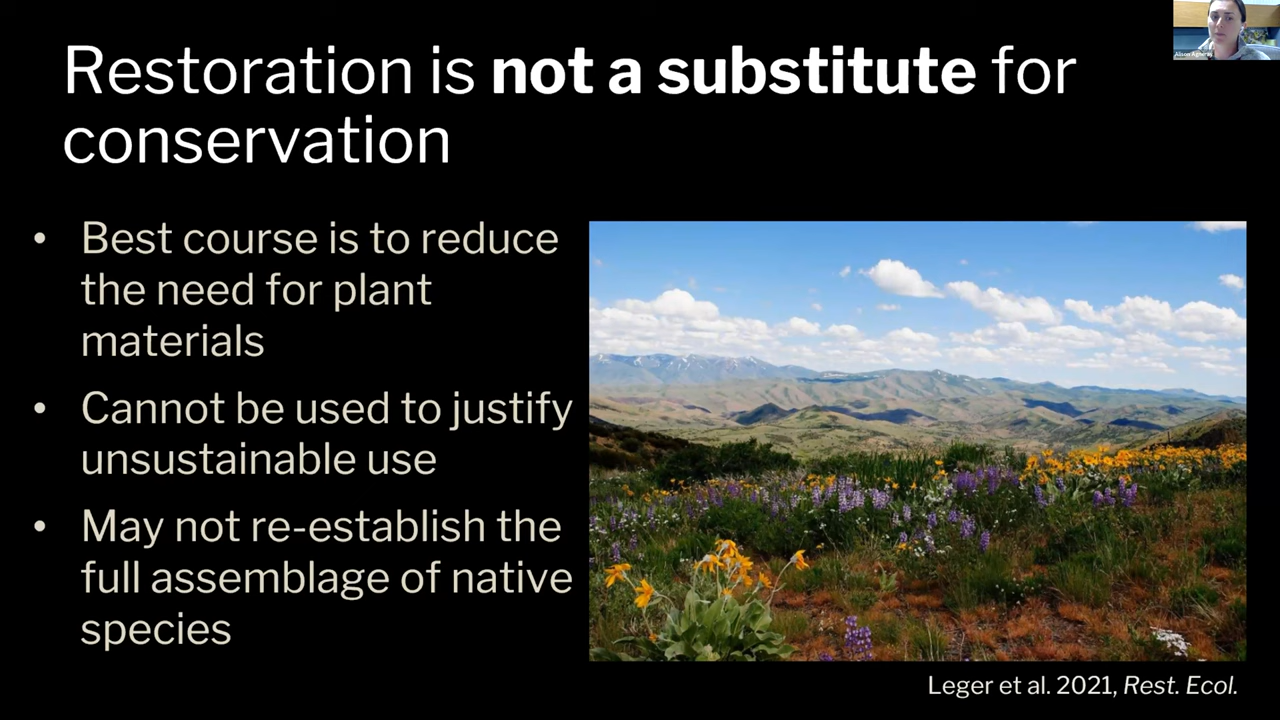 Restoration is not a substitute for
conservation
• Best course is to reduce
the need for plant
materials
• Cannot be used to justify
unsustainable use
• May not re-establish the
full assemblage of native
species
Leger et al. 2021, Rest. Ecol.
Alison